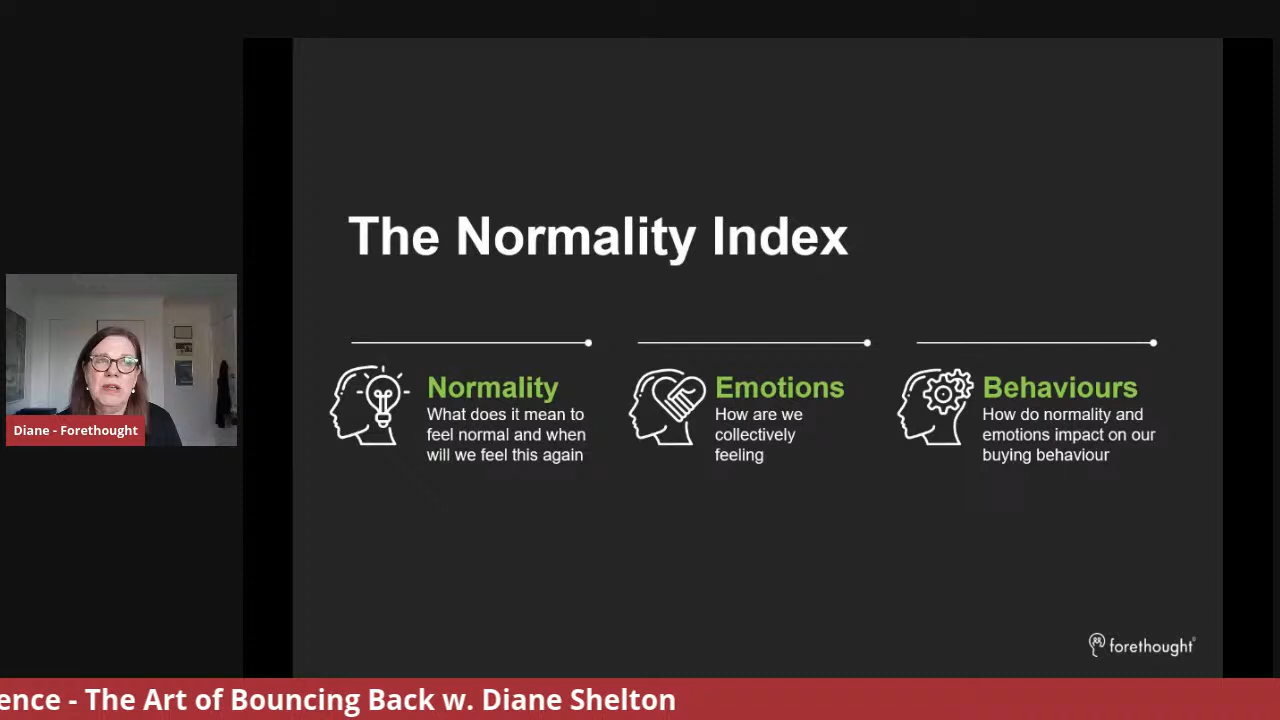 The Normality Index
Normality
What does it mean to
feel normal and when
will we feel this again
Emotions
How are we
collectively
feeling
Behaviours
How do normality and
emotions impact on our
buying behaviour
Diane - Forethought
forethought
ence - The Art of Bouncing Back w. Diane Shelton